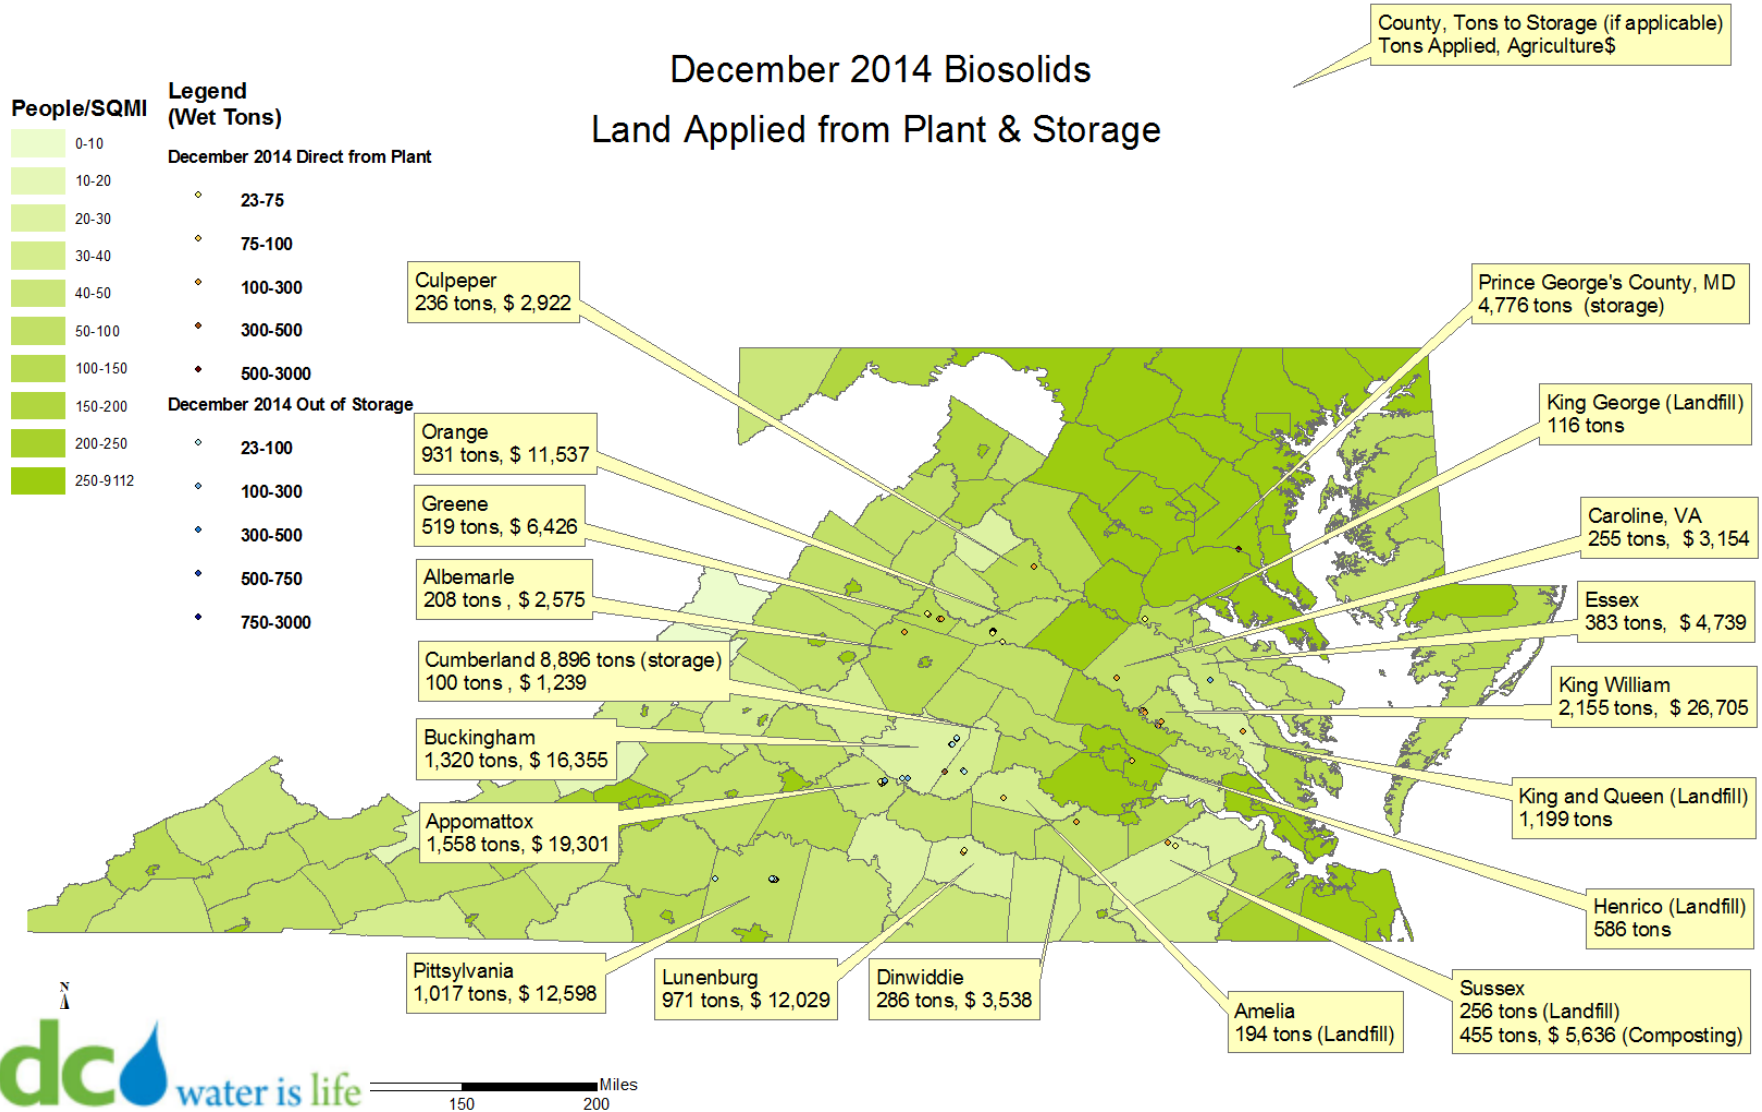 County, Tons to Storage (if applicable)
Tons Applied, Agriculture$
December 2014 Biosolids
Land Applied from Plant & Storage
People/SQMI
0-10
10-20
20-30
30-40
40-50
50-100
100-150
150-200
200-250
250-9112
Legend
(Wet Tons)
December 2014 Direct from Plant
23-75
75-100
100-300
300-500
500-3000
December 2014 Out of Storage
23-100
100-300
300-500
500-750
750-3000
Culpeper
236 tons, $ 2,922
Orange
931 tons, $ 11,537
Greene
519 tons, $ 6,426
Albemarle
208 tons , $ 2,575
Cumberland 8,896 tons (storage)
100 tons , $ 1,239
Buckingham
1,320 tons, $ 16,355
Appomattox
1,558 tons, $ 19,301
Pittsylvania
1,017 tons, $ 12,598
Lunenburg
971 tons, $ 12,029
Dinwiddie
286 tons, $ 3,538
Amelia
194 tons (Landfill)
Prince George's County, MD
4,776 tons (storage)
King George (Landfill)
116 tons
Caroline, VA
255 tons, $ 3,154
Essex
383 tons, $ 4,739
King William
2,155 tons, $ 26,705
King and Queen (Landfill)
1,199 tons
Henrico (Landfill)
586 tons
Sussex
256 tons (Landfill)
455 tons, $ 5,636 (Composting)
N
dc water is life
Miles
150
200